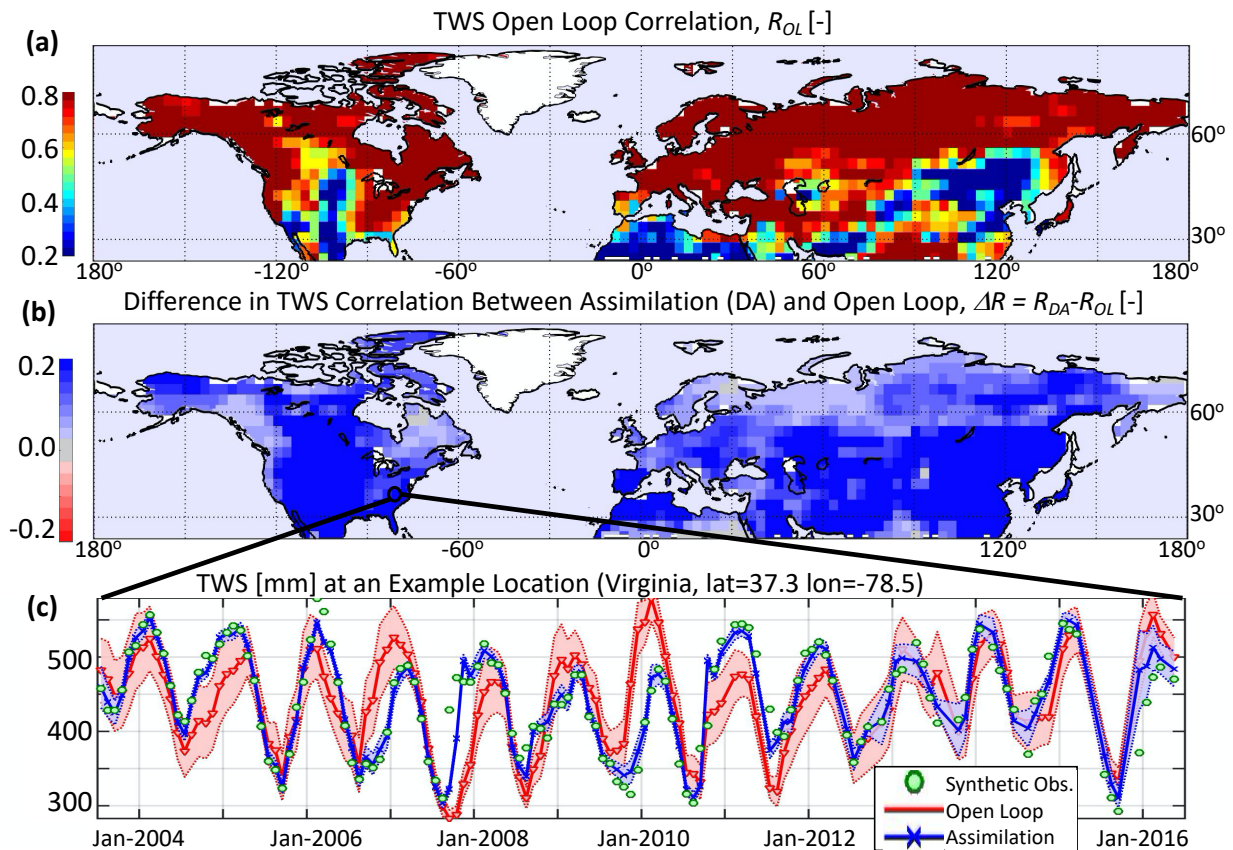 TWS Open Loop Correlation, R_OL [-]
(a)
0.8
0.6
0.4
0.2
60°
30°
180° -120° -60° 0° 60° 120° 180°
Difference in TWS Correlation Between Assimilation (DA) and Open Loop, ΔR = R_DA-R_OL [-]
(b)
0.2
0.0
-0.2
60°
30°
180° -60° 0° 120° 180°
TWS [mm] at an Example Location (Virginia, lat=37.3 lon=-78.5)
(c)
500
400
300
Synthetic Obs.
Open Loop
Assimilation
Jan-2004 Jan-2006 Jan-2008 Jan-2010 Jan-2012 Jan-2016